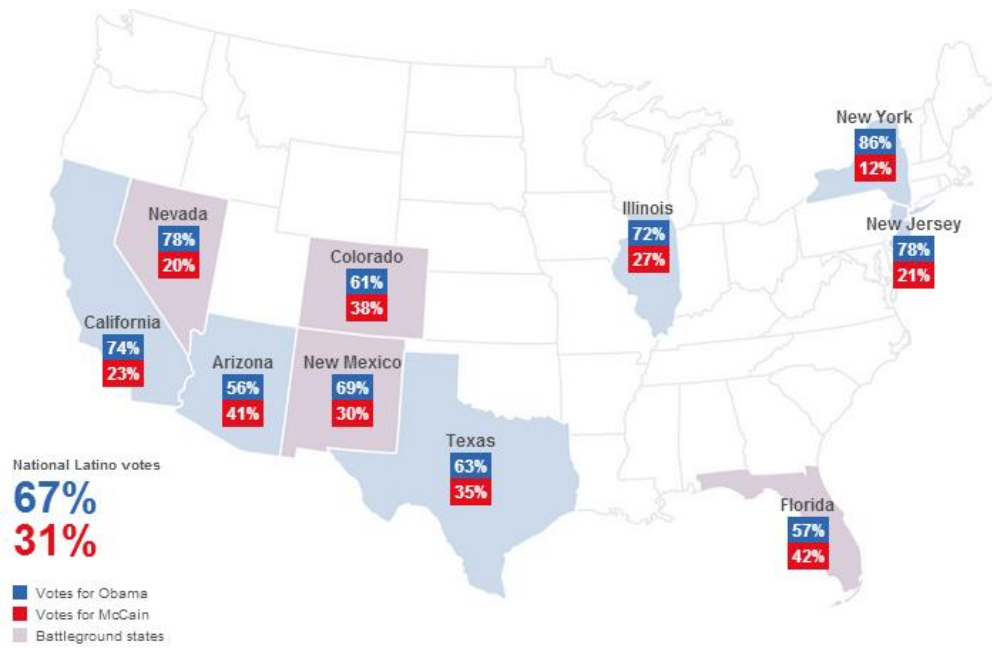 New York
86%
12%
Nevada
78%
20%
Illinois
72%
27%
New Jersey
78%
21%
Colorado
61%
38%
California
74%
23%
Arizona
56%
41%
New Mexico
69%
30%
Texas
63%
35%
National Latino votes
67%
31%
Florida
57%
42%
Votes for Obama
Votes for McCain
Battleground states